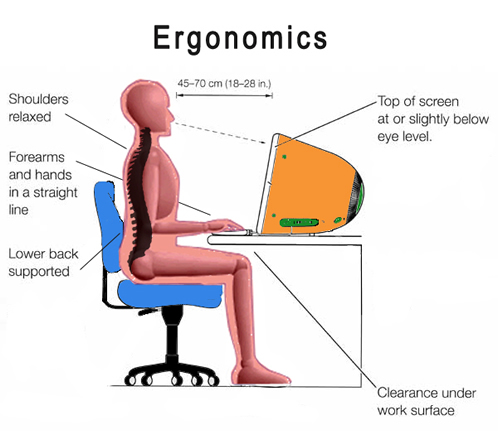 Ergonomics
45–70 cm (18–28 in.)
Shoulders
relaxed
Top of screen
at or slightly below
eye level.
Forearms
and hands
in a straight
line
Lower back
supported
Clearance under
work surface